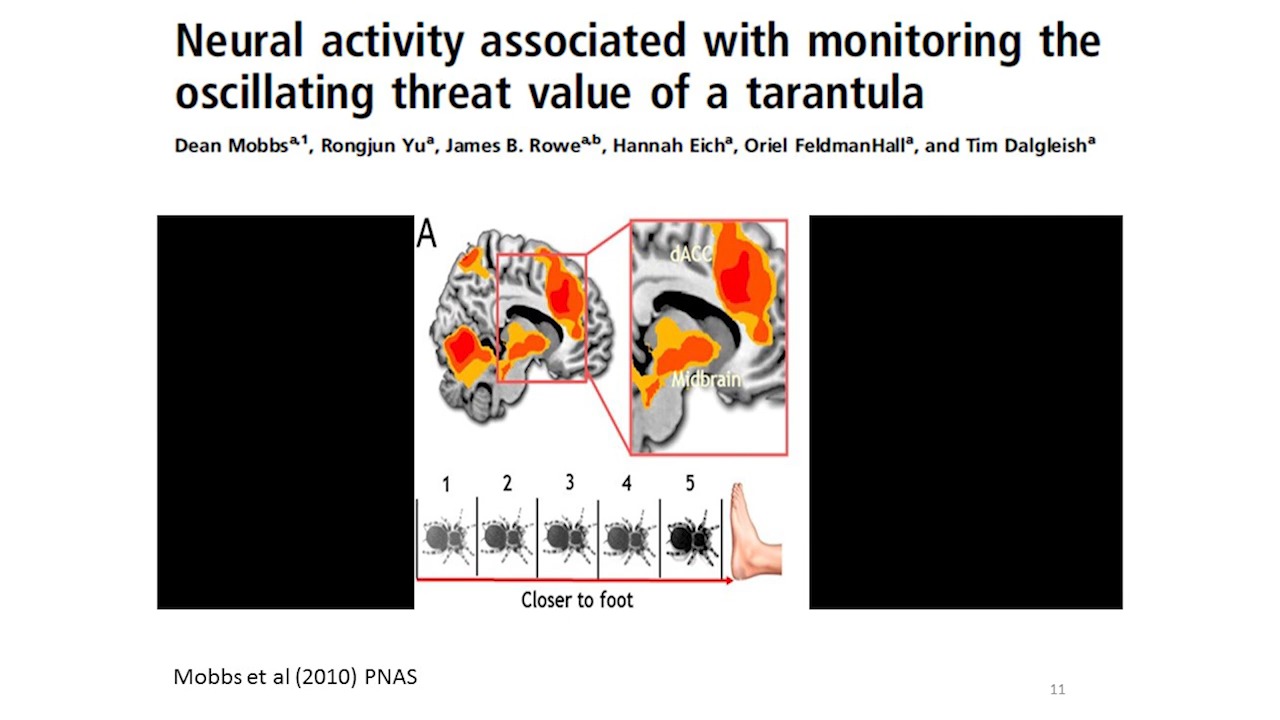 Neural activity associated with monitoring the
oscillating threat value of a tarantula
Dean Mobbsa,1, Rongjun Yua, James B. Rowea,b, Hannah Eicha, Oriel FeldmanHalla, and Tim Dalgleisha
A
dACC
Midbrain
1 2 3 4 5
Closer to foot
Mobbs et al (2010) PNAS
11